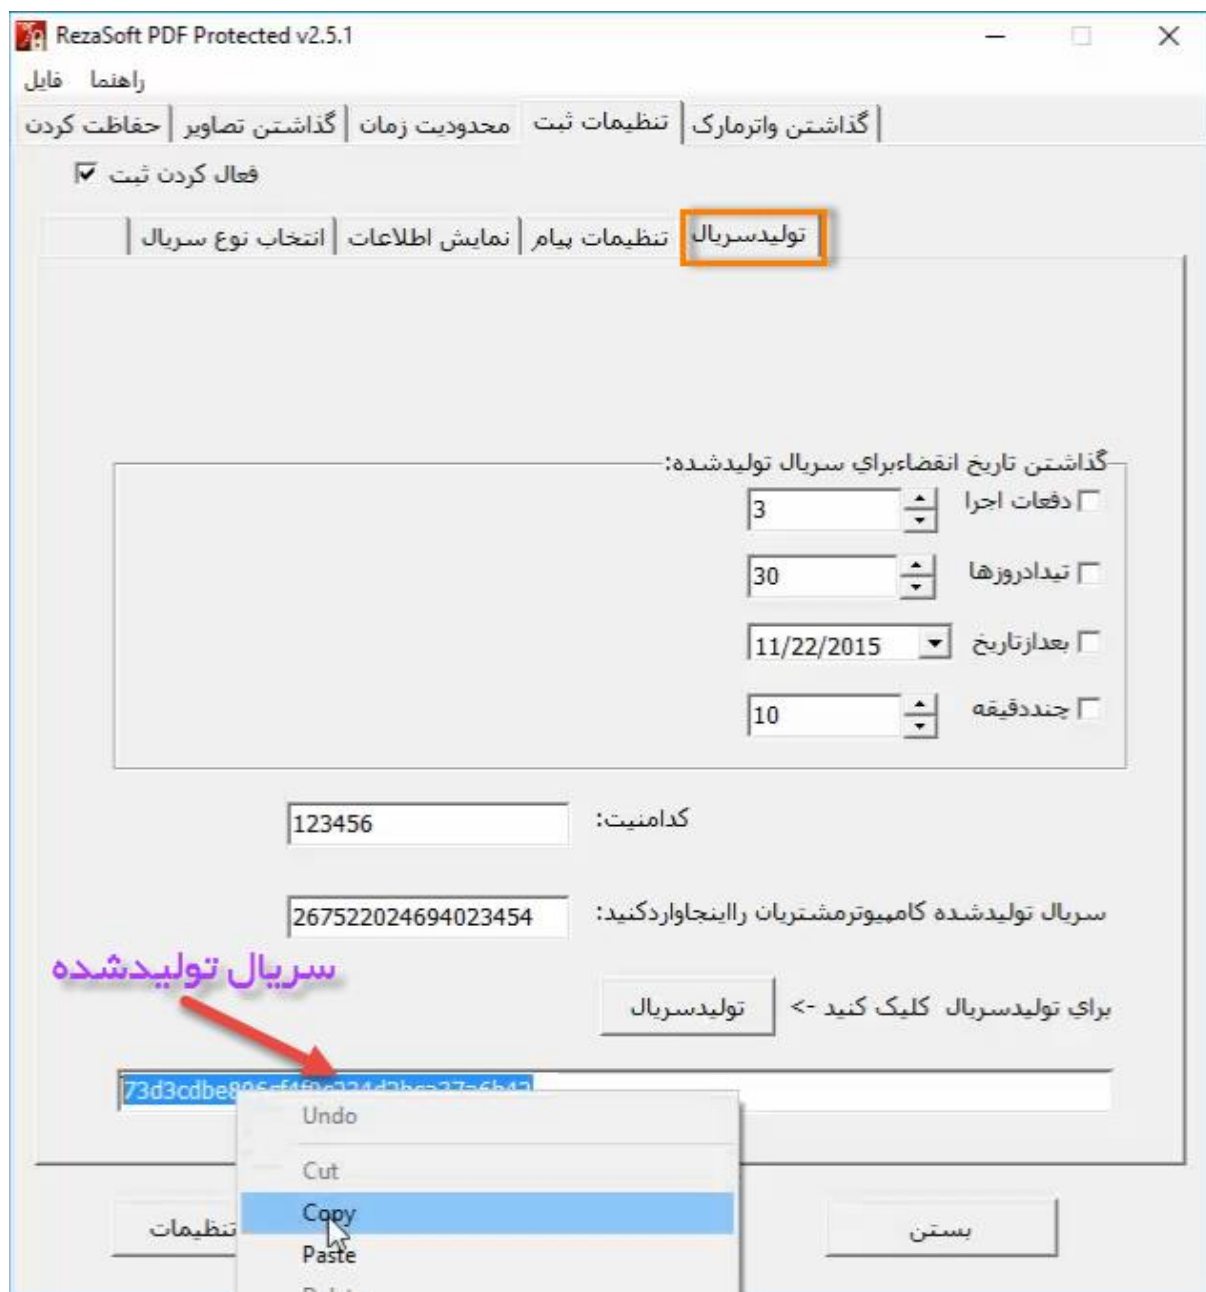 RezaSoft PDF Protected v2.5.1
فایل راهنما
حفاظت کردن گذاشتن تصاویر محدودیت زمان تنظیمات ثبت گذاشتن واترمارک
فعال کردن ثبت
انتخاب نوع سریال نمایش اطلاعات تنظیمات پیام تولیدسریال
گذاشتن تاریخ انقضاءبراي سریال تولیدشده:
دفعات اجرا 3
تیدادروزها 30
بعدازتاریخ 11/22/2015
چنددقیقه 10
کدامنیت: 123456
سریال تولیدشده کامپیوترمشتریان رااینجاواردکنید: 267522024694023454
سریال تولیدشده
براي تولیدسریال کلیک کنید -> تولیدسریال
Undo
Cut
Copy
Paste
تنظیمات
بستن